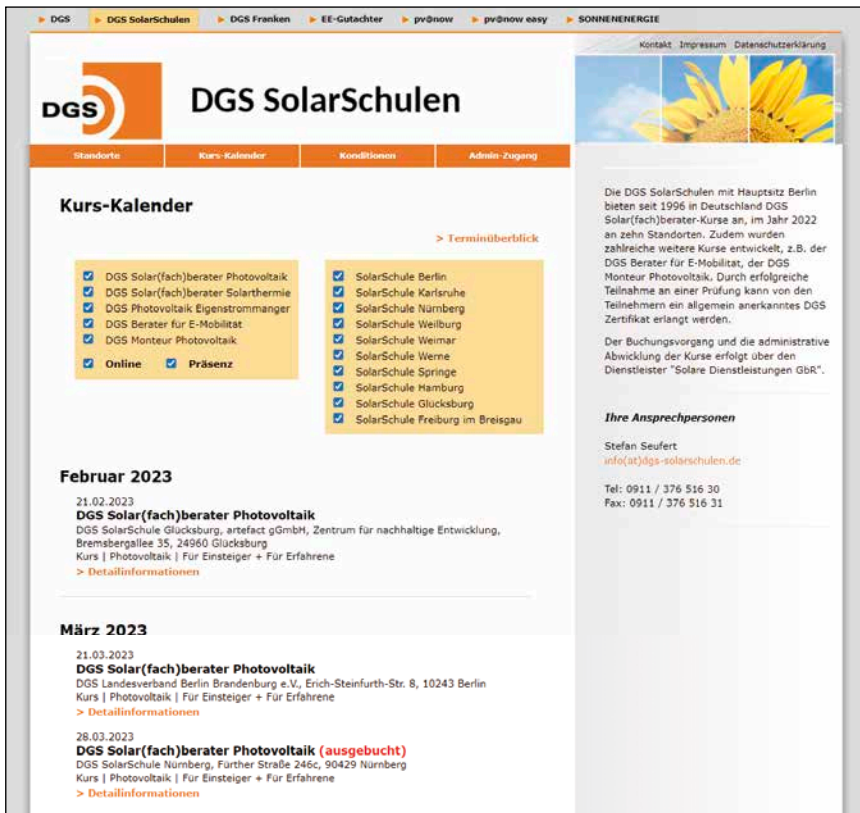 DGS DGS SolarSchulen DGS Franken EE-Gutachter pv@now pv@now easy SONNENENERGIE
Kontakt Impressum Datenschutzerklärung
DGS
DGS SolarSchulen
Standorte Kurs-Kalender Konditionen Admin-Zugang
Kurs-Kalender
> Terminüberblick
DGS Solar(fach)berater Photovoltaik
DGS Solar(fach)berater Solarthermie
DGS Photovoltaik Eigenstrommanger
DGS Berater für E-Mobilität
DGS Monteur Photovoltaik
Online Präsenz
SolarSchule Berlin
SolarSchule Karlsruhe
SolarSchule Nürnberg
SolarSchule Weilburg
SolarSchule Weimar
SolarSchule Werne
SolarSchule Springe
SolarSchule Hamburg
SolarSchule Glücksburg
SolarSchule Freiburg im Breisgau
Februar 2023
21.02.2023
DGS Solar(fach)berater Photovoltaik
DGS SolarSchule Glücksburg, artefact gGmbH, Zentrum für nachhaltige Entwicklung,
Bremsbergallee 35, 24960 Glücksburg
Kurs | Photovoltaik | Für Einsteiger + Für Erfahrene
> Detailinformationen
März 2023
21.03.2023
DGS Solar(fach)berater Photovoltaik
DGS Landesverband Berlin Brandenburg e.V., Erich-Steinfurth-Str. 8, 10243 Berlin
Kurs | Photovoltaik | Für Einsteiger + Für Erfahrene
> Detailinformationen
28.03.2023
DGS Solar(fach)berater Photovoltaik (ausgebucht)
DGS SolarSchule Nürnberg, Fürther Straße 246c, 90429 Nürnberg
Kurs | Photovoltaik | Für Einsteiger + Für Erfahrene
> Detailinformationen
Die DGS SolarSchulen mit Hauptsitz Berlin
bieten seit 1996 in Deutschland DGS
Solar(fach)berater-Kurse an, im Jahr 2022
an zehn Standorten. Zudem wurden
zahlreiche weitere Kurse entwickelt, z.B. der
DGS Berater für E-Mobilität, der DGS
Monteur Photovoltaik. Durch erfolgreiche
Teilnahme an einer Prüfung kann von den
Teilnehmern ein allgemein anerkanntes DGS
Zertifikat erlangt werden.
Der Buchungsvorgang und die administrative
Abwicklung der Kurse erfolgt über den
Dienstleister "Solare Dienstleistungen GbR".
Ihre Ansprechpersonen
Stefan Seufert
info(at)dgs-solarschulen.de
Tel: 0911 / 376 516 30
Fax: 0911 / 376 516 31